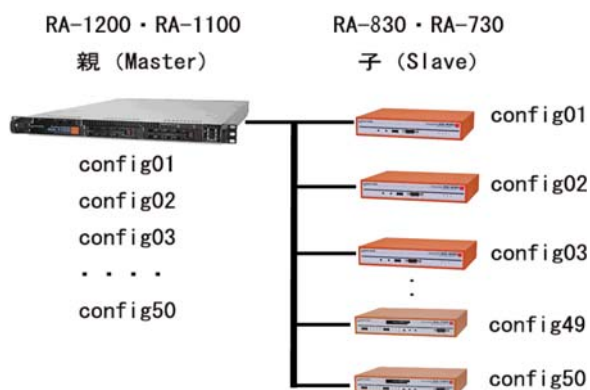 RA-1200・RA-1100
親 (Master)
config01
config02
config03
・・・・
config50
RA-830・RA-730
子 (Slave)
config01
config02
config03
:
config49
config50